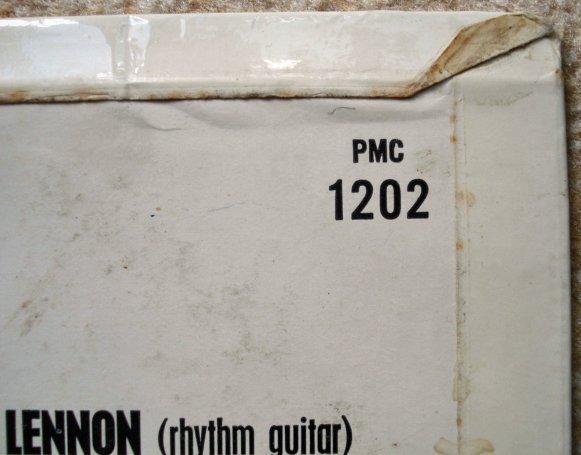 PMC
1202
LENNON (rhythm guitar)